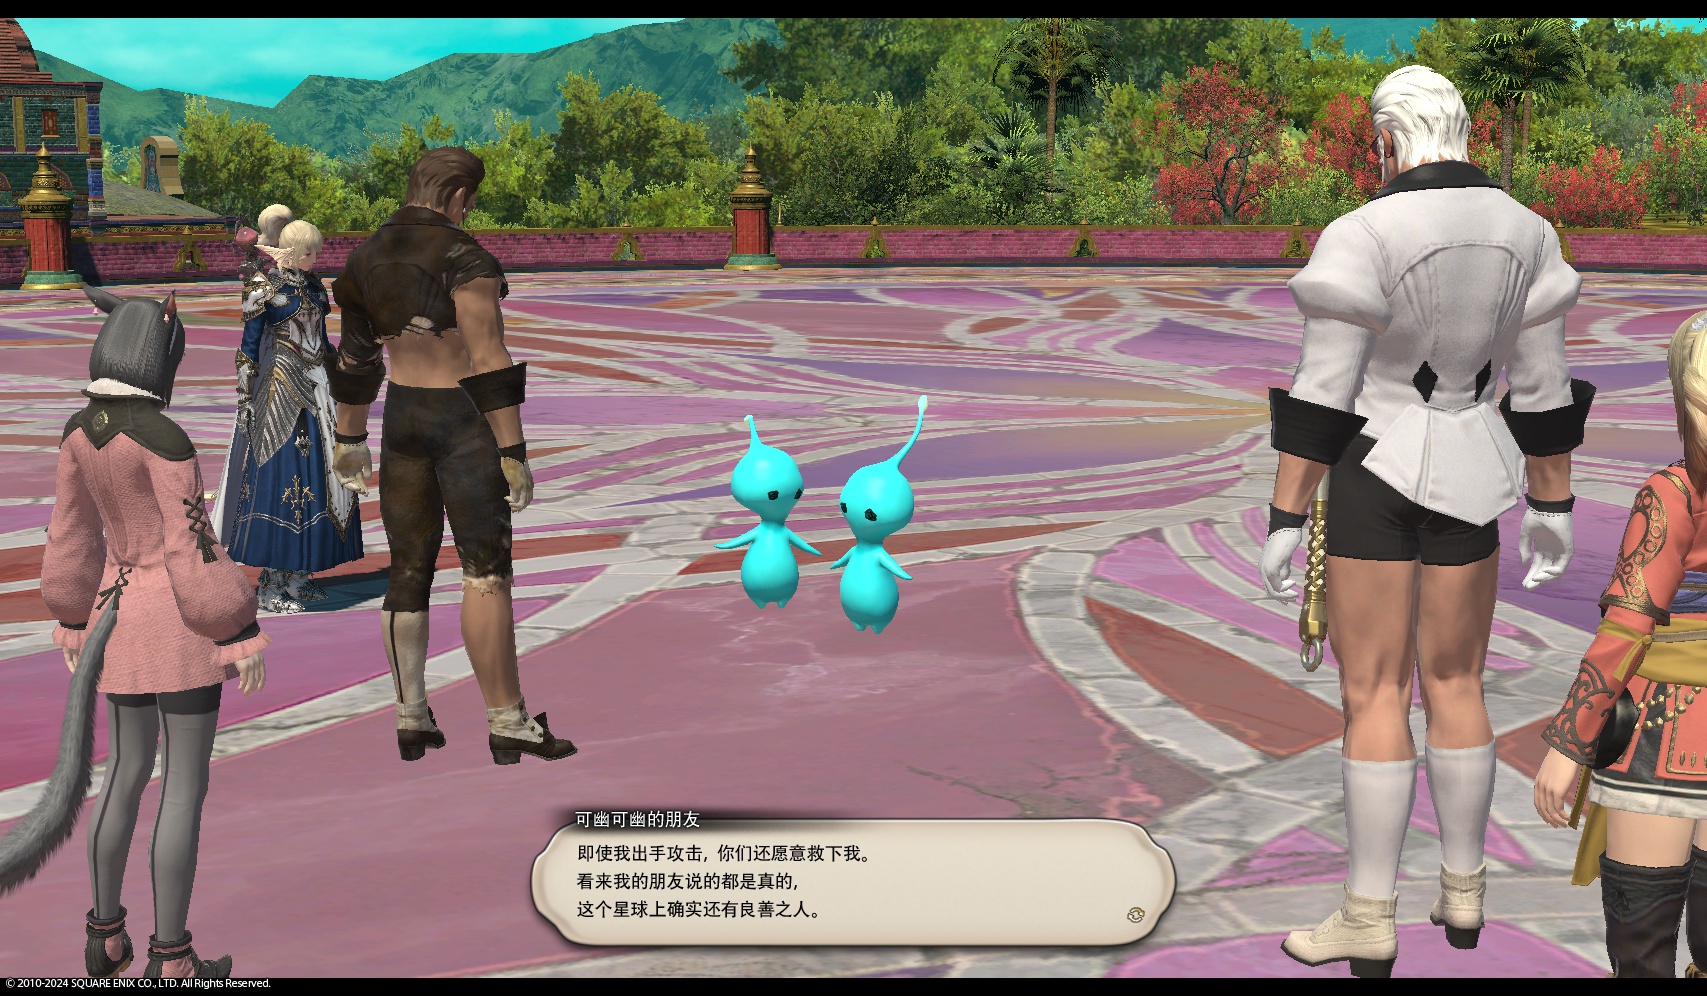 可幽可幽的朋友
即使我出手攻击, 你们还愿意救下我。
看来我的朋友说的都是真的,
这个星球上确实还有良善之人。
© 2010-2024 SQUARE ENIX CO., LTD. All Rights Reserved.